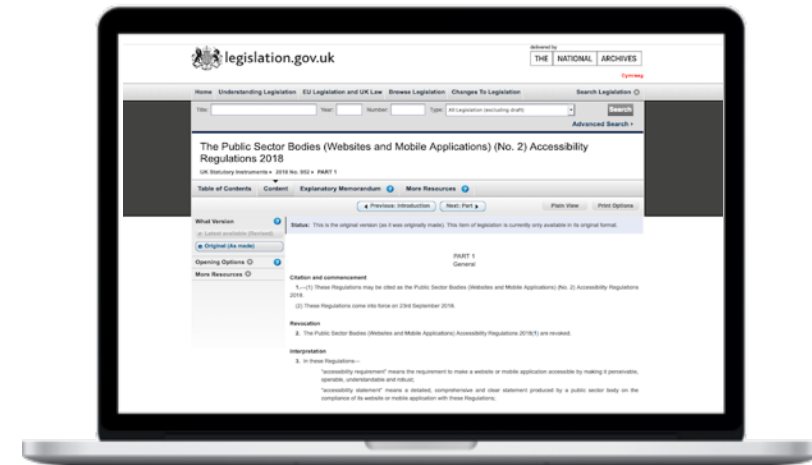 legislation.gov.uk
delivered by
THE NATIONAL ARCHIVES
Cymraeg
Home Understanding Legislation EU Legislation and UK Law Browse Legislation Changes To Legislation Search Legislation
Title: Year: Number: Type: All Legislation (excluding draft) Search
Advanced Search
The Public Sector Bodies (Websites and Mobile Applications) (No. 2) Accessibility
Regulations 2018
UK Statutory Instruments 2018 No. 952 PART 1
Table of Contents Content Explanatory Memorandum ? More Resources ?
Previous: Introduction Next: Part Plain View Print Options
What Version ?
Latest available (Revised)
Original (As made)
Opening Options ?
More Resources
Status: This is the original version (as it was originally made). This item of legislation is currently only available in its original format.
PART 1
General
Citation and commencement
1.—(1) These Regulations may be cited as the Public Sector Bodies (Websites and Mobile Applications) (No. 2) Accessibility Regulations
2018.
(2) These Regulations come into force on 23rd September 2018.
Revocation
2. The Public Sector Bodies (Websites and Mobile Applications) Accessibility Regulations 2018(1) are revoked.
Interpretation
3. In these Regulations—
"accessibility requirement" means the requirement to make a website or mobile application accessible by making it perceivable,
operable, understandable and robust;
"accessibility statement" means a detailed, comprehensive and clear statement produced by a public sector body on the
compliance of its website or mobile application with these Regulations;